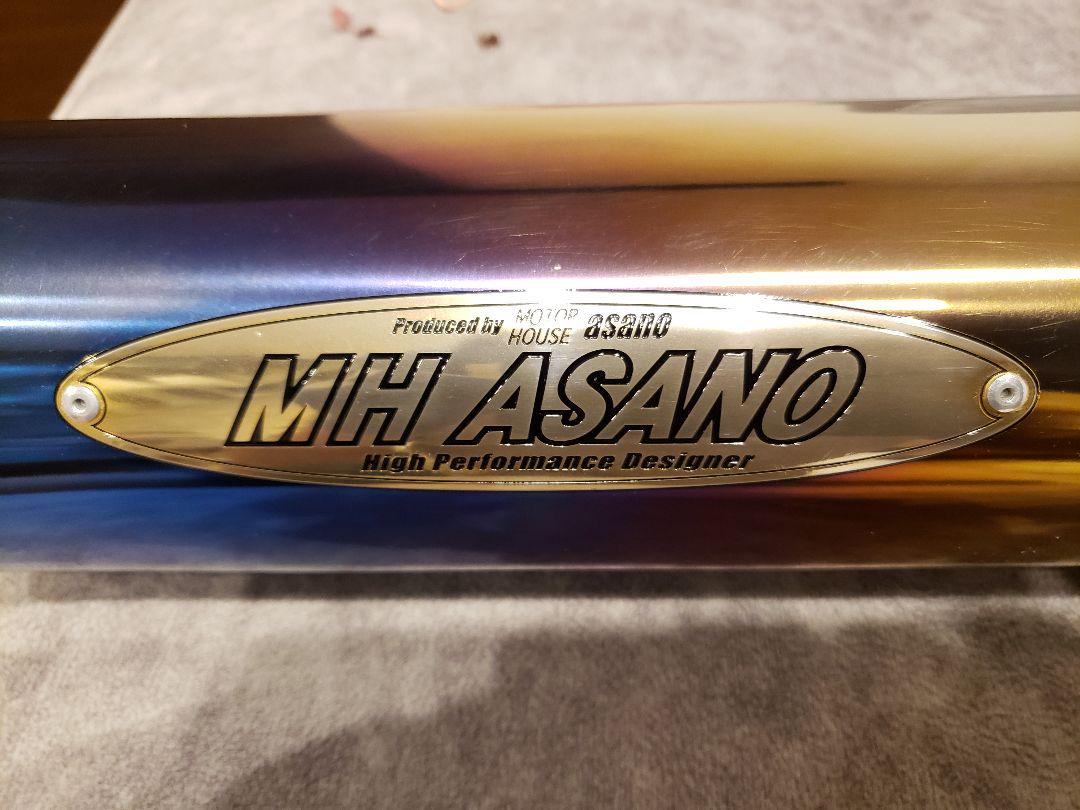 Produced by MOTOR HOUSE asano
MH ASANO
High Performance Designer